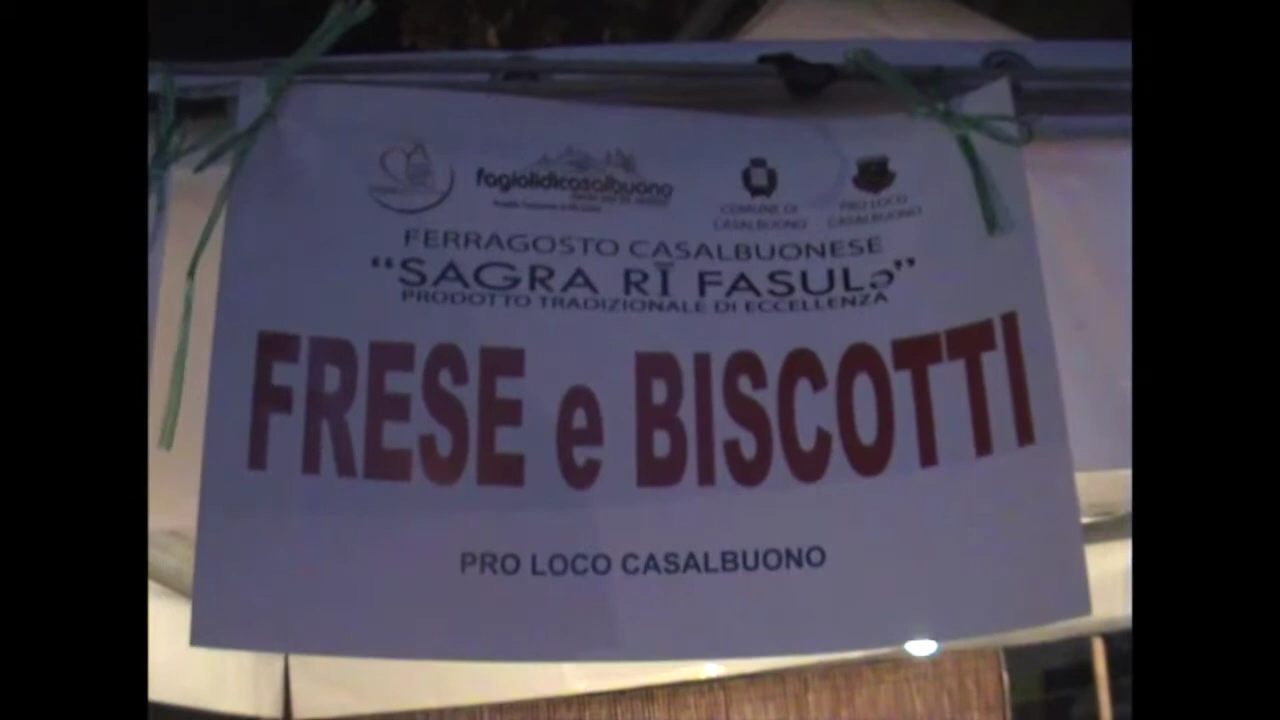 fagiolidicasalbuono
COMUNE DI
CASALBUONO
PRO LOCO
CASALBUONO
FERRAGOSTO CASALBUONESE
“SAGRA RĪ FASULə”
PRODOTTO TRADIZIONALE DI ECCELLENZA
FRESE e BISCOTTI
PRO LOCO CASALBUONO